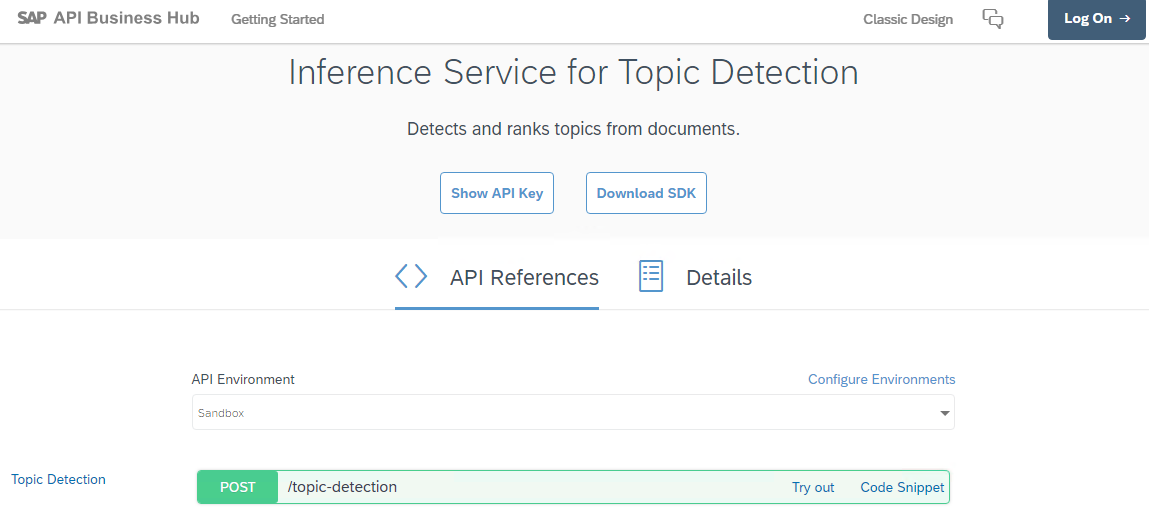 SAP API Business Hub Getting Started Classic Design Log On →
Inference Service for Topic Detection
Detects and ranks topics from documents.
Show API Key Download SDK
API References Details
API Environment Configure Environments
Sandbox
Topic Detection POST /topic-detection Try out Code Snippet